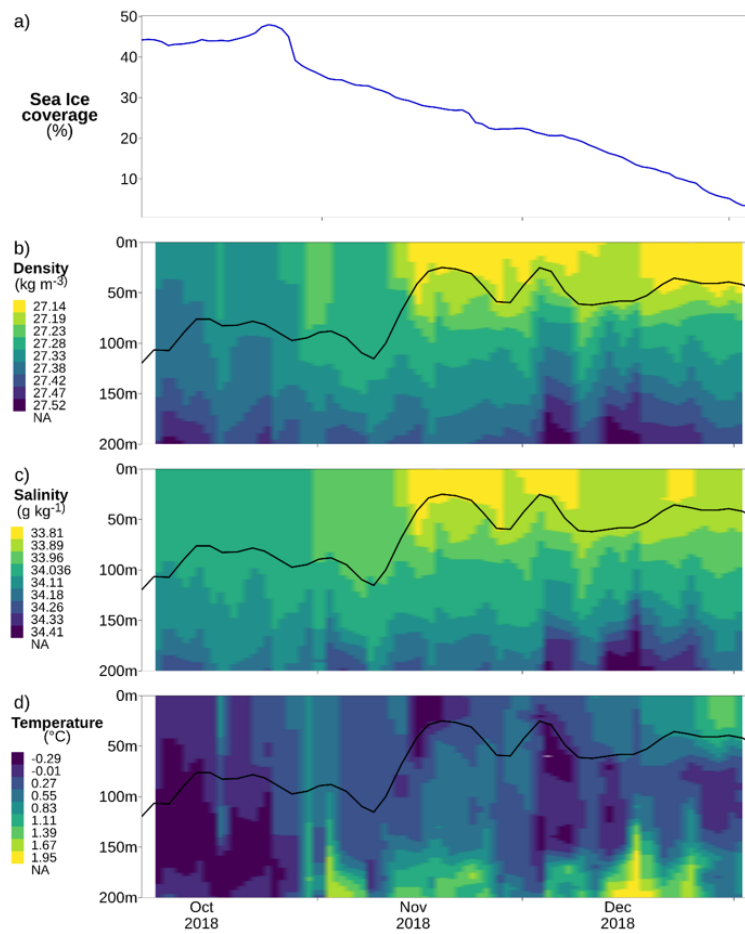 a)
50
40
30
20
10
Sea Ice
coverage
(%)
b)
Density
(kg m-3)
27.14
27.19
27.23
27.28
27.33
27.38
27.42
27.47
27.52
NA
0m
50m
100m
150m
200m
c)
Salinity
(g kg-1)
33.81
33.89
33.96
34.036
34.11
34.18
34.26
34.33
34.41
NA
0m
50m
100m
150m
200m
d)
Temperature
(°C)
-0.29
-0.01
0.27
0.55
0.83
1.11
1.39
1.67
1.95
NA
0m
50m
100m
150m
200m
Oct
2018
Nov
2018
Dec
2018